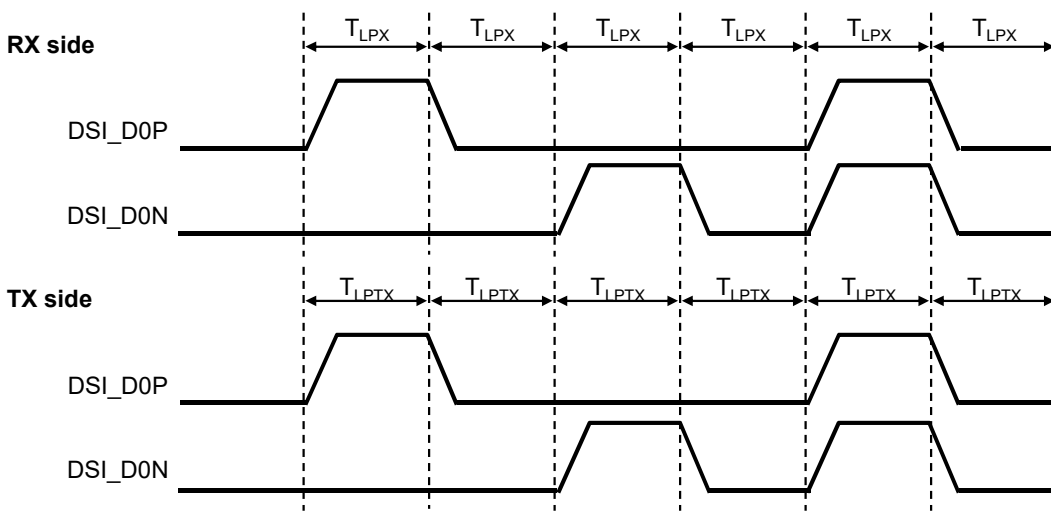 T_LPX T_LPX T_LPX T_LPX T_LPX T_LPX
RX side
DSI_D0P
DSI_D0N
T_LPTX T_LPTX T_LPTX T_LPTX T_LPTX T_LPTX
TX side
DSI_D0P
DSI_D0N